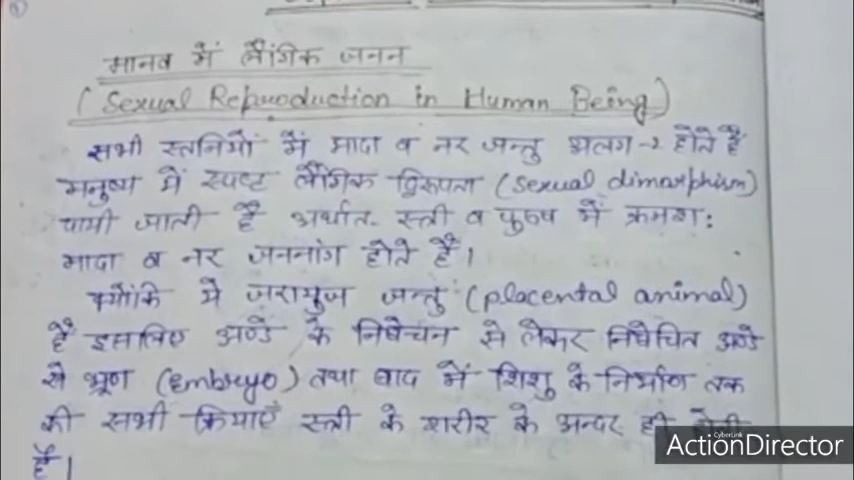 मानव में लैंगिक जनन
(Sexual Reproduction in Human Being)
सभी स्तनियों में मादा व नर जन्तु अलग-२ होते हैं
मनुष्य में स्पष्ट लैंगिक द्विरूपता (sexual dimorphism)
पायी जाती है अर्थात- स्त्री व पुरुष में क्रमश:
मादा व नर जननांग होते हैं।
क्योंकि ये जरायुज जन्तु (placental animal)
है इसलिए अण्डे के निषेचन से लेकर निषेचित अण्डे
से भ्रूण (embryo) तथा बाद में शिशु के निर्माण तक
की सभी क्रियाएँ स्त्री के शरीर के अन्दर ही
है।
CyberLink
ActionDirector